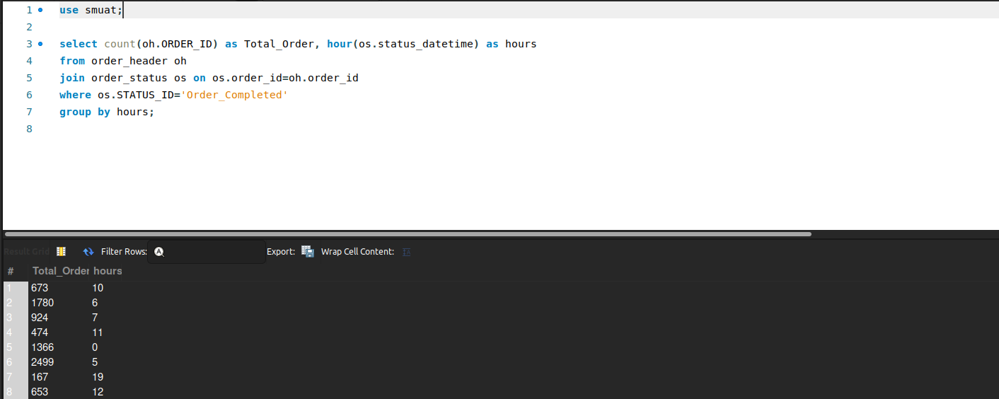 1 use smuat;
2
3 select count(oh.ORDER_ID) as Total_Order, hour(os.status_datetime) as hours
4 from order_header oh
5 join order_status os on os.order_id=oh.order_id
6 where os.STATUS_ID='Order_Completed'
7 group by hours;
8
Result Grid Filter Rows: Export: Wrap Cell Content:
# Total_Order hours
1 673 10
2 1780 6
3 924 7
4 474 11
5 1366 0
6 2499 5
7 167 19
8 653 12